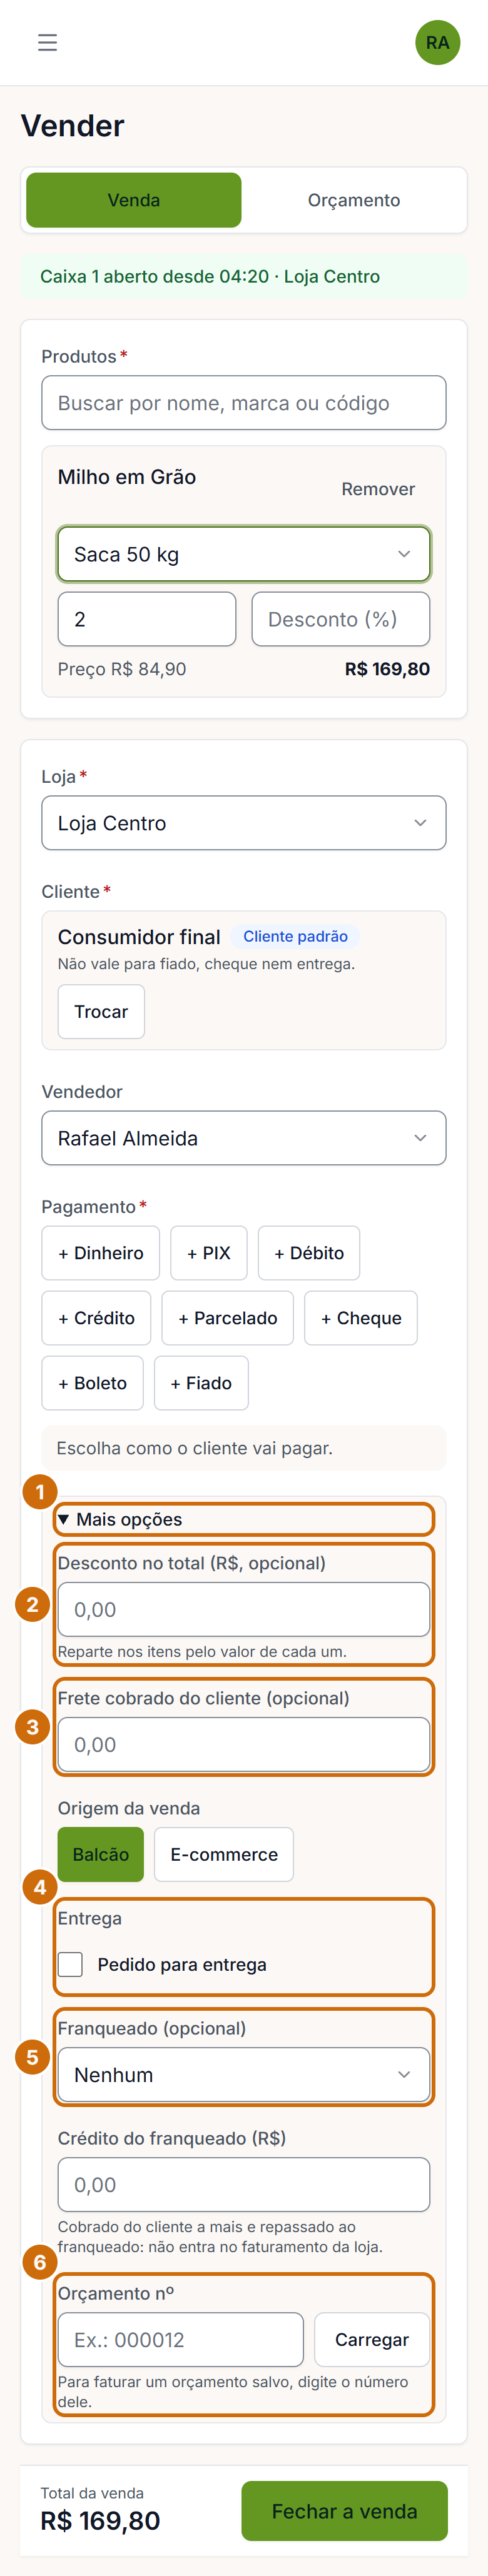 RA
Vender
Venda
Orçamento
Caixa 1 aberto desde 04:20 · Loja Centro
Produtos *
Buscar por nome, marca ou código
Milho em Grão
Remover
Saca 50 kg
2
Desconto (%)
Preço R$ 84,90
R$ 169,80
Loja *
Loja Centro
Cliente *
Consumidor final
Cliente padrão
Não vale para fiado, cheque nem entrega.
Trocar
Vendedor
Rafael Almeida
Pagamento *
+ Dinheiro
+ PIX
+ Débito
+ Crédito
+ Parcelado
+ Cheque
+ Boleto
+ Fiado
Escolha como o cliente vai pagar.
1
Mais opções
Desconto no total (R$, opcional)
2
0,00
Reparte nos itens pelo valor de cada um.
Frete cobrado do cliente (opcional)
3
0,00
Origem da venda
Balcão
E-commerce
4
Entrega
Pedido para entrega
Franqueado (opcional)
5
Nenhum
Crédito do franqueado (R$)
0,00
Cobrado do cliente a mais e repassado ao
franqueado: não entra no faturamento da loja.
6
Orçamento nº
Ex.: 000012
Carregar
Para faturar um orçamento salvo, digite o número
dele.
Total da venda
R$ 169,80
Fechar a venda